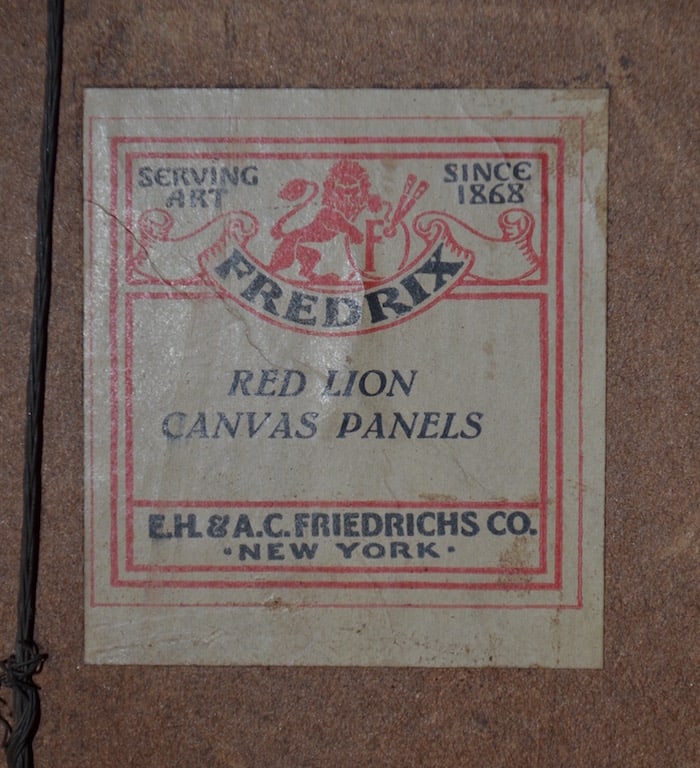 SERVING
ART
SINCE
1868
F
FREDRIX
RED LION
CANVAS PANELS
E.H. & A.C. FRIEDRICHS CO.
·NEW YORK·